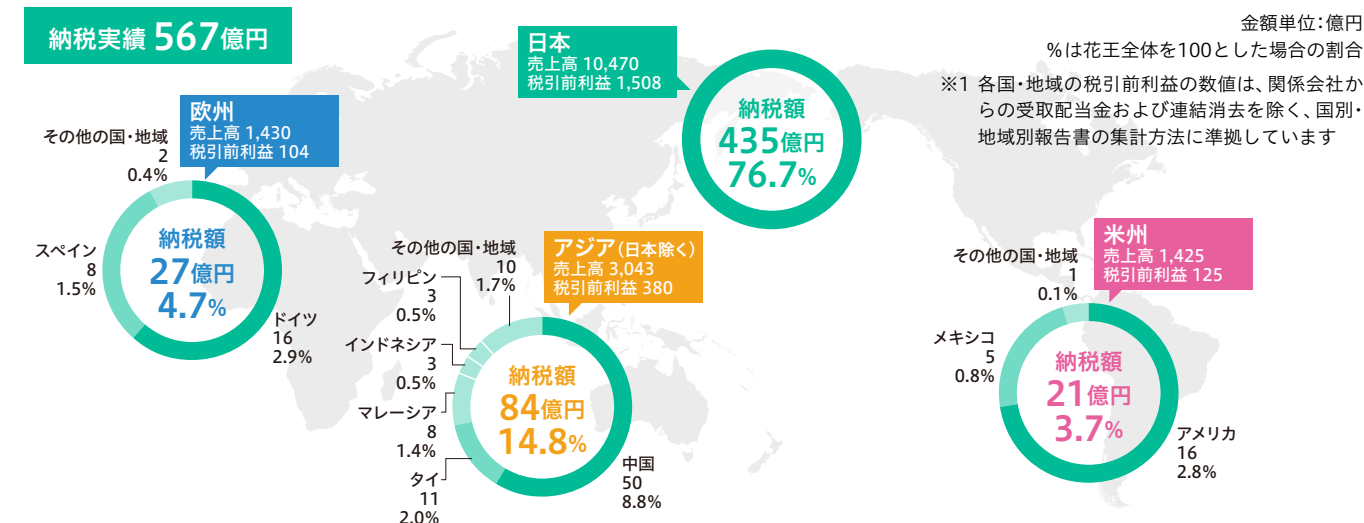 納税実績 567億円
金額単位:億円
%は花王全体を100とした場合の割合
※1 各国・地域の税引前利益の数値は、関係会社か
らの受取配当金および連結消去を除く、国別・
地域別報告書の集計方法に準拠しています
日本
売上高 10,470
税引前利益 1,508
納税額
435億円
76.7%
欧州
売上高 1,430
税引前利益 104
その他の国・地域
2
0.4%
スペイン
8
1.5%
納税額
27億円
4.7%
ドイツ
16
2.9%
アジア(日本除く)
売上高 3,043
税引前利益 380
その他の国・地域
10
1.7%
フィリピン
3
0.5%
インドネシア
3
0.5%
マレーシア
8
1.4%
タイ
11
2.0%
納税額
84億円
14.8%
中国
50
8.8%
米州
売上高 1,425
税引前利益 125
その他の国・地域
1
0.1%
メキシコ
5
0.8%
納税額
21億円
3.7%
アメリカ
16
2.8%